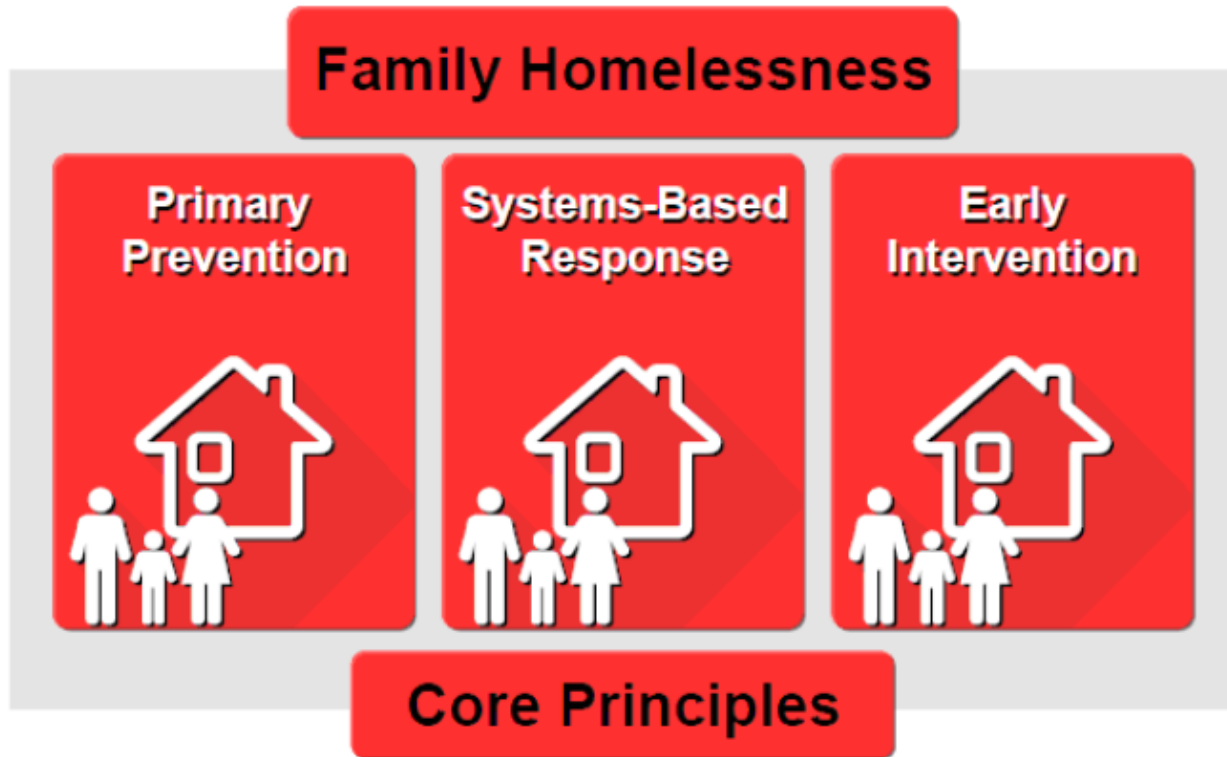 Family Homelessness
Primary
Prevention
Systems-Based
Response
Early
Intervention
Core Principles